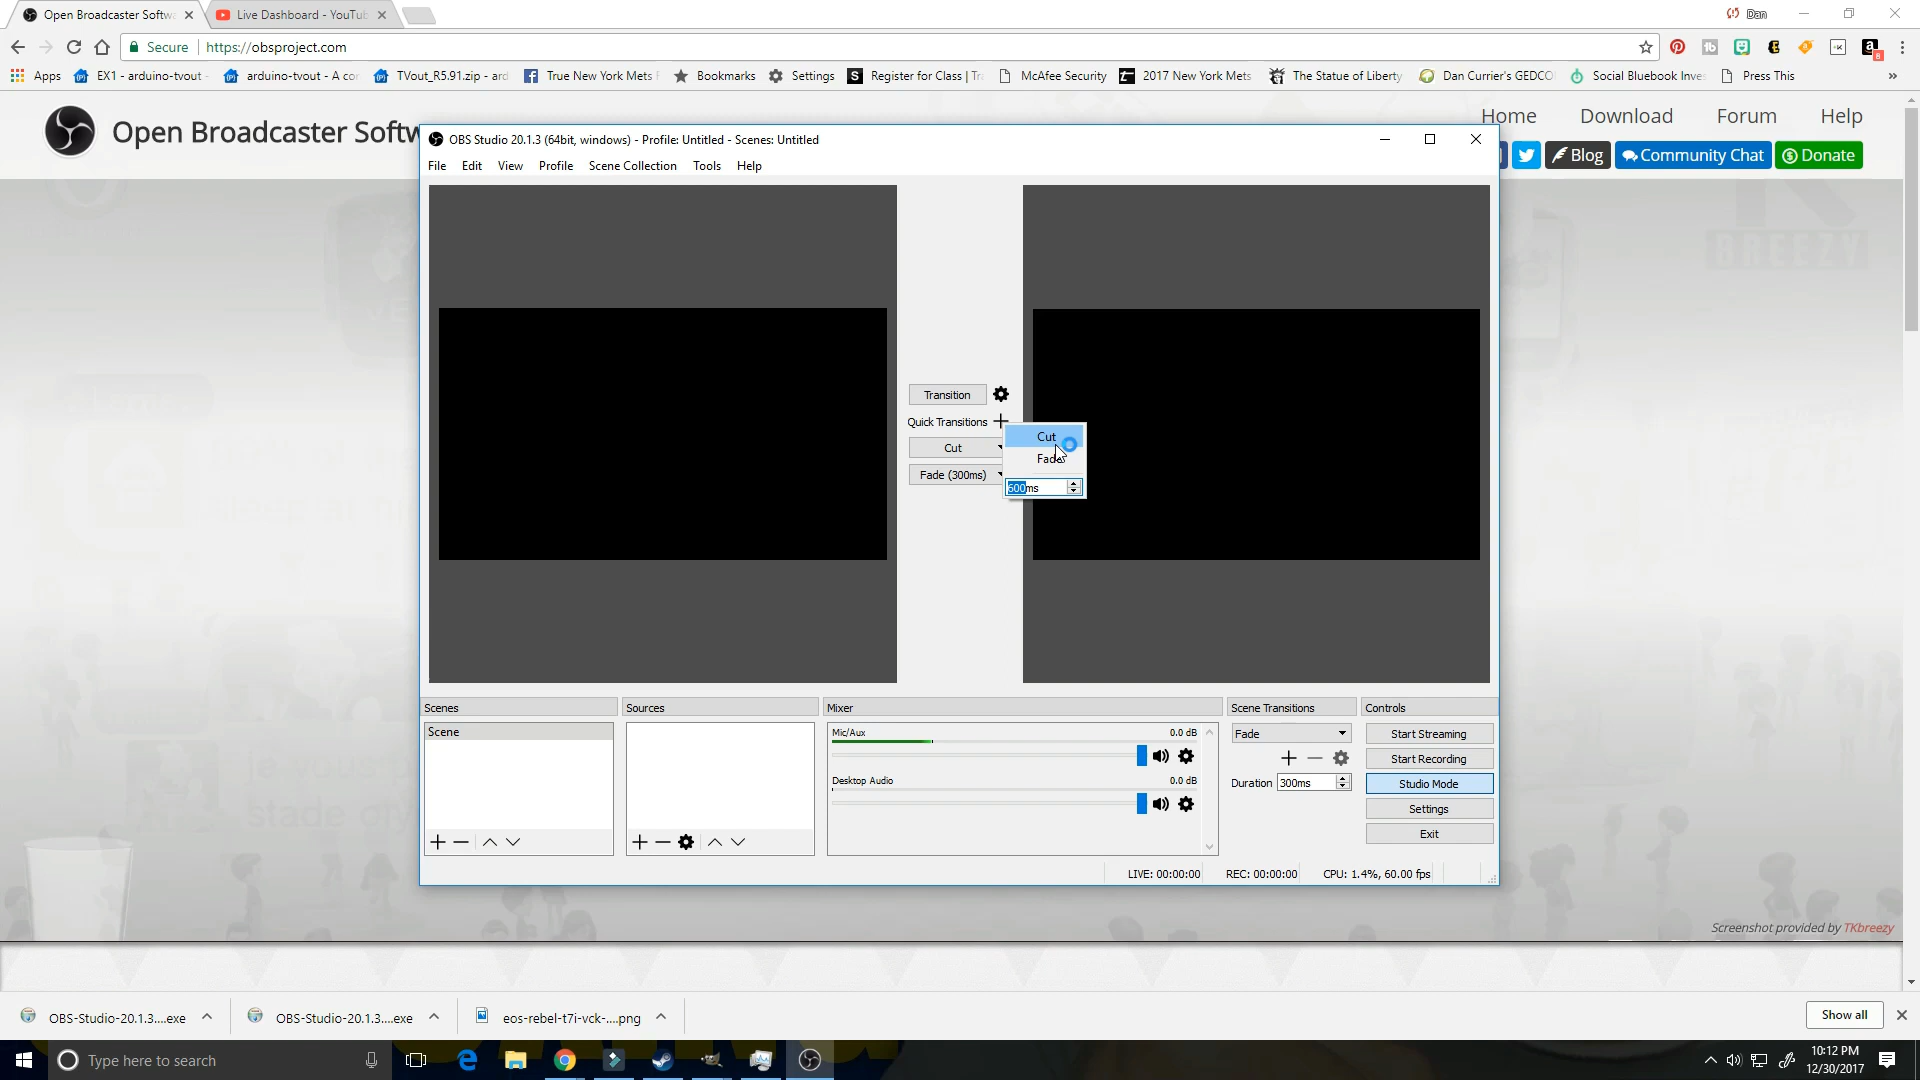 Open Broadcaster Softw
Live Dashboard - YouTub
Dan
Secure
https://obsproject.com
Apps
EX1 - arduino-tvout
arduino-tvout - A co
TVout_R5.91.zip - ard
True New York Mets
Bookmarks
Settings
Register for Class | Tr
McAfee Security
2017 New York Mets
The Statue of Liberty
Dan Currier's GEDCO
Social Bluebook Inve
Press This
Open Broadcaster Softw
Home
Download
Forum
Help
Blog
Community Chat
Donate
OBS Studio 20.1.3 (64bit, windows) - Profile: Untitled - Scenes: Untitled
File
Edit
View
Profile
Scene Collection
Tools
Help
BREEZY
Transition
Quick Transitions
Cut
Fade (300ms)
Cut
Fade
600ms
Scenes
Sources
Mixer
Scene Transitions
Controls
Scene
Mic/Aux
0.0 dB
Desktop Audio
0.0 dB
Fade
Duration
300ms
Start Streaming
Start Recording
Studio Mode
Settings
Exit
LIVE: 00:00:00
REC: 00:00:00
CPU: 1.4%, 60.00 fps
Screenshot provided by TKbreezy
OBS-Studio-20.1.3....exe
OBS-Studio-20.1.3....exe
eos-rebel-t7i-vck-....png
Show all
Type here to search
10:12 PM
12/30/2017